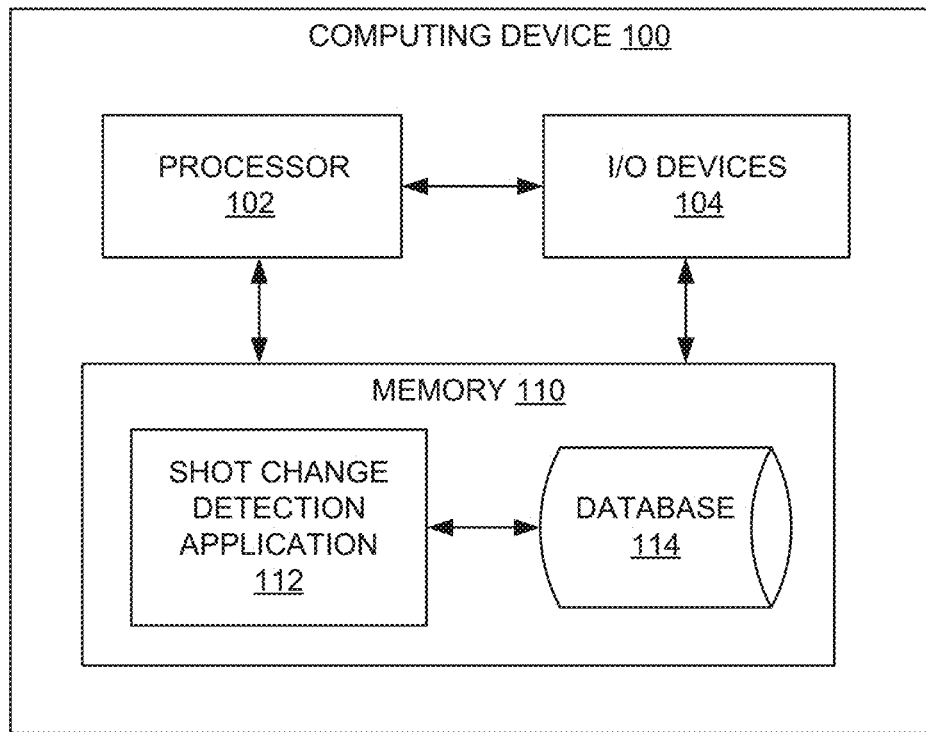 COMPUTING DEVICE 100
PROCESSOR
102
I/O DEVICES
104
MEMORY 110
SHOT CHANGE
DETECTION
APPLICATION
112
DATABASE
114